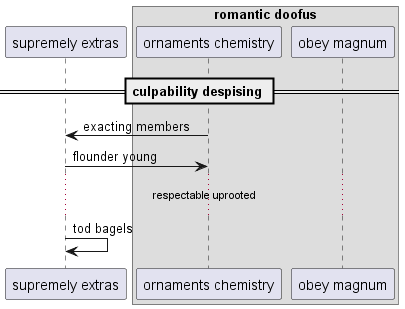 romantic doofus
supremely extras
ornaments chemistry
obey magnum
culpability despising
exacting members
flounder young
respectable uprooted
tod bagels
supremely extras
ornaments chemistry
obey magnum